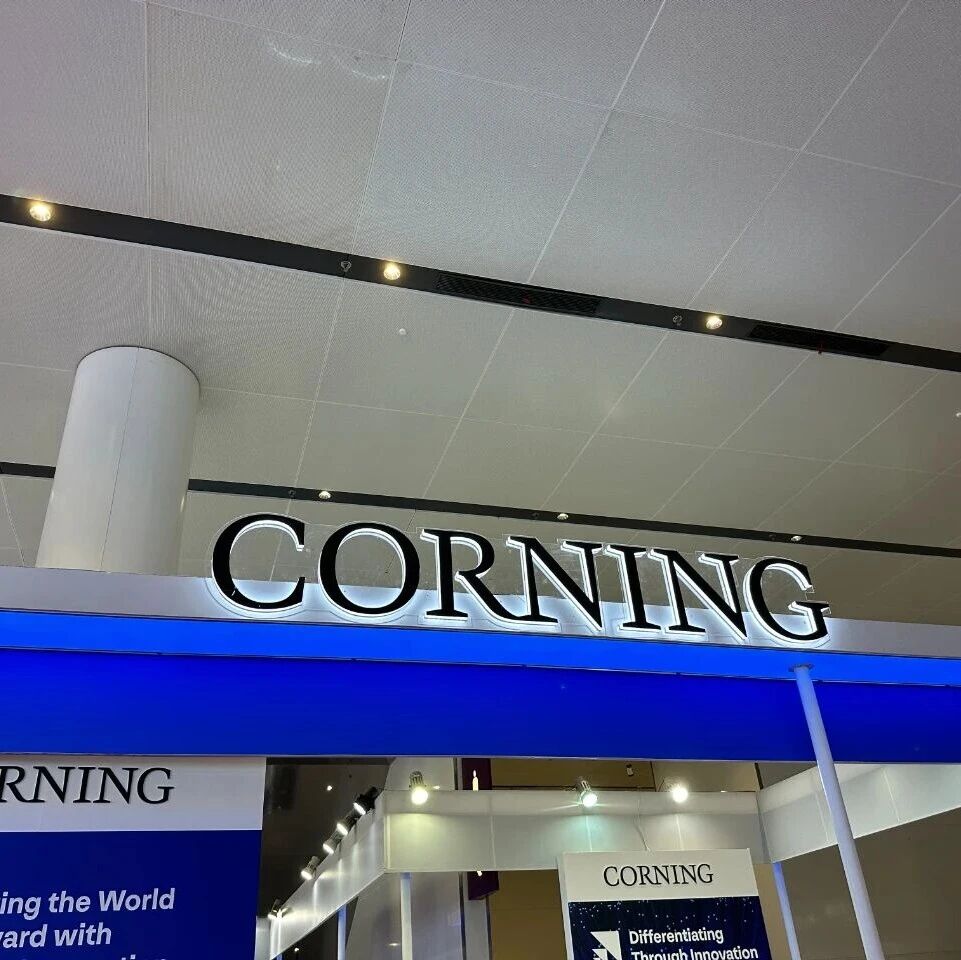 CORNING
RNING
ing the World
ard with
CORNING
Differentiating
Through Innovation